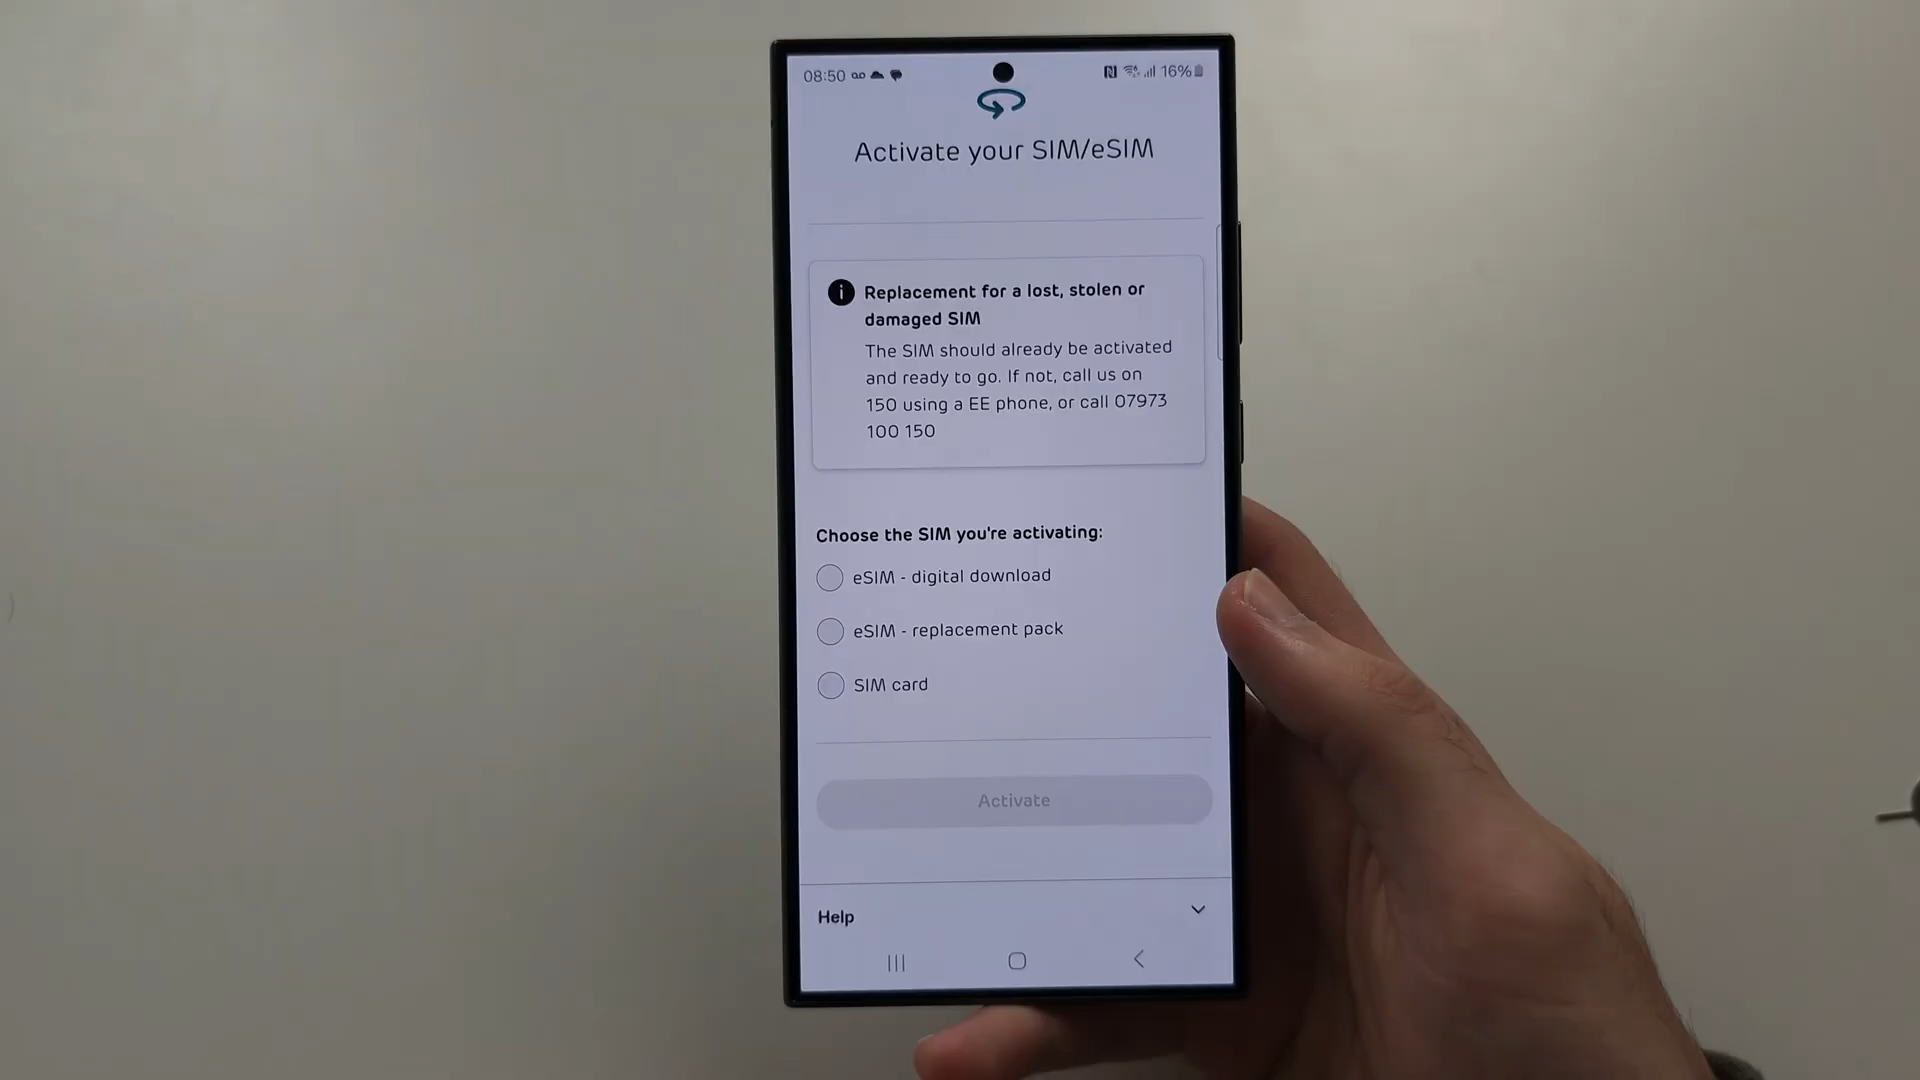 08:50 16%
Activate your SIM/eSIM
Replacement for a lost, stolen or
damaged SIM
The SIM should already be activated
and ready to go. If not, call us on
150 using a EE phone, or call 07973
100 150
Choose the SIM you're activating:
eSIM - digital download
eSIM - replacement pack
SIM card
Activate
Help